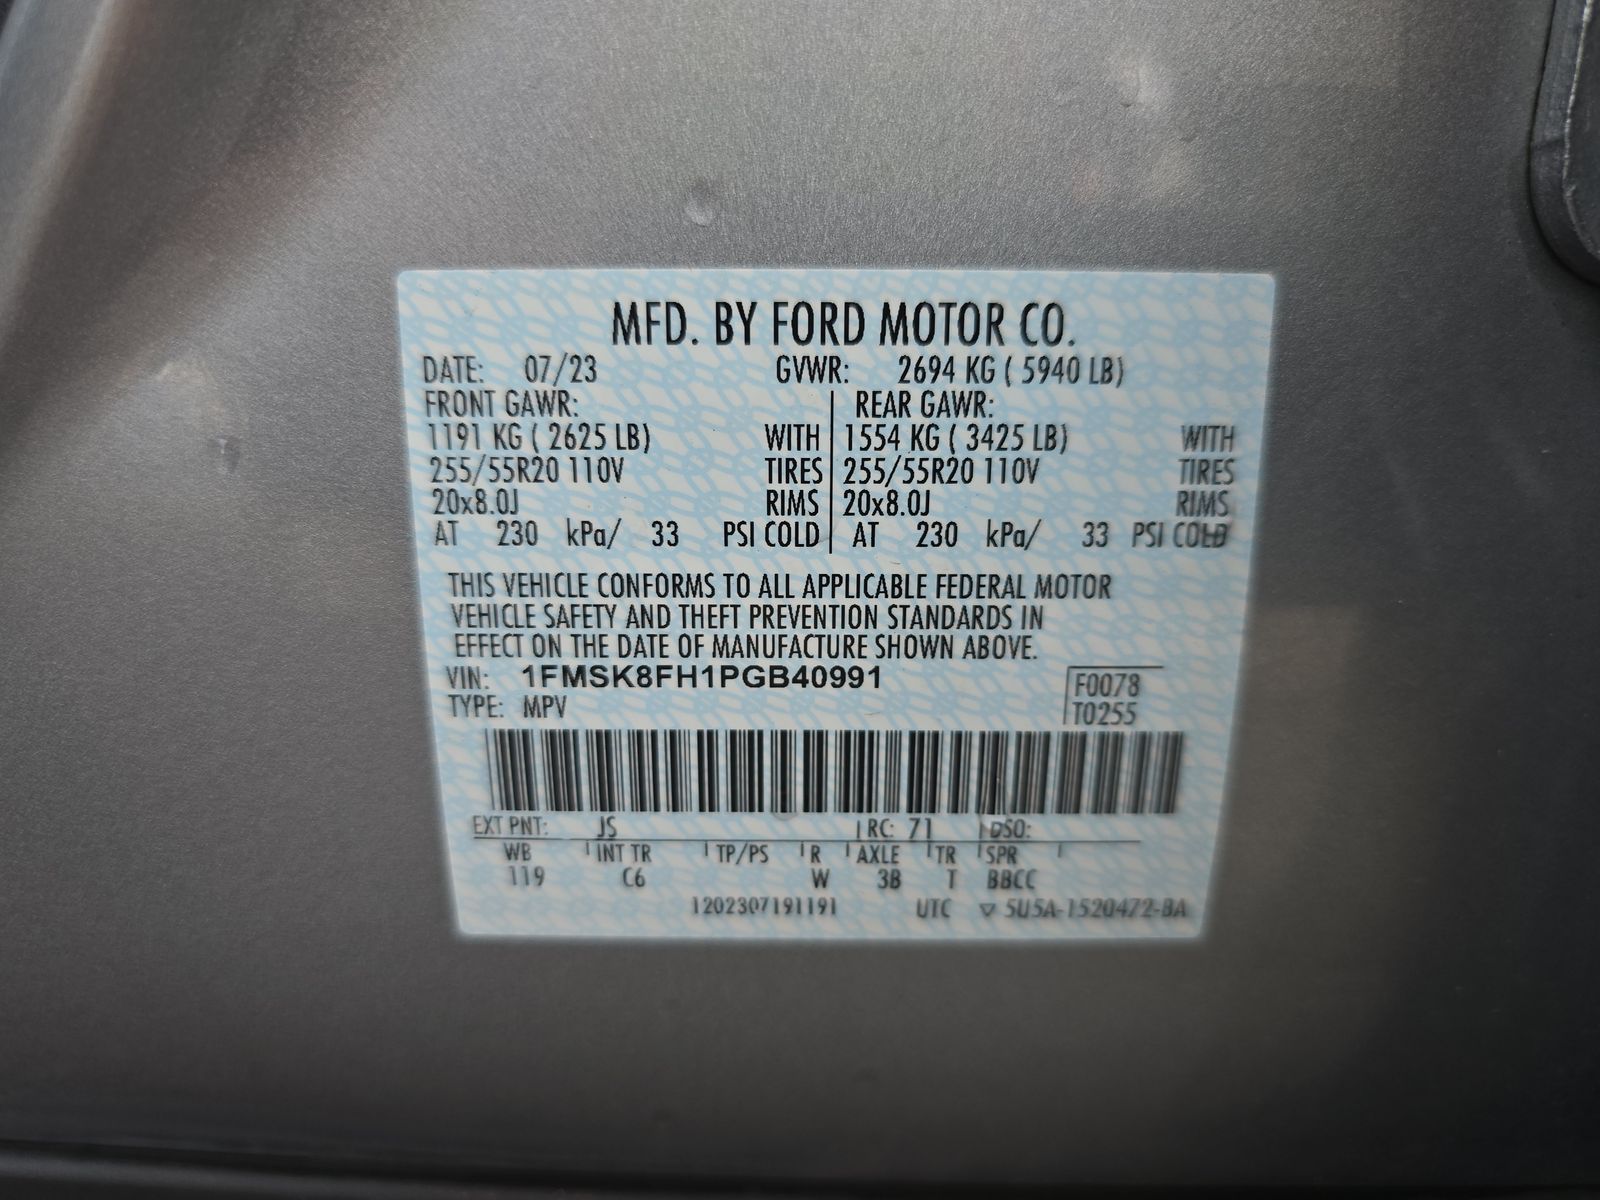 MFD. BY FORD MOTOR CO.
DATE: 07/23 GVWR: 2694 KG ( 5940 LB)
FRONT GAWR: REAR GAWR:
1191 KG ( 2625 LB) WITH 1554 KG ( 3425 LB) WITH
255/55R20 110V TIRES 255/55R20 110V TIRES
20x8.0J RIMS 20x8.0J RIMS
AT 230 kPa/ 33 PSI COLD AT 230 kPa/ 33 PSI COLD
THIS VEHICLE CONFORMS TO ALL APPLICABLE FEDERAL MOTOR
VEHICLE SAFETY AND THEFT PREVENTION STANDARDS IN
EFFECT ON THE DATE OF MANUFACTURE SHOWN ABOVE.
VIN: 1FMSK8FH1PGB40991 F0078
TYPE: MPV T0255
EXT PNT: JS RC: 71 DSO:
WB INT TR TP/PS R AXLE TR SPR
119 C6 W 3B T BBCC
1202307191191 UTC ▽ 5U5A-1520472-BA